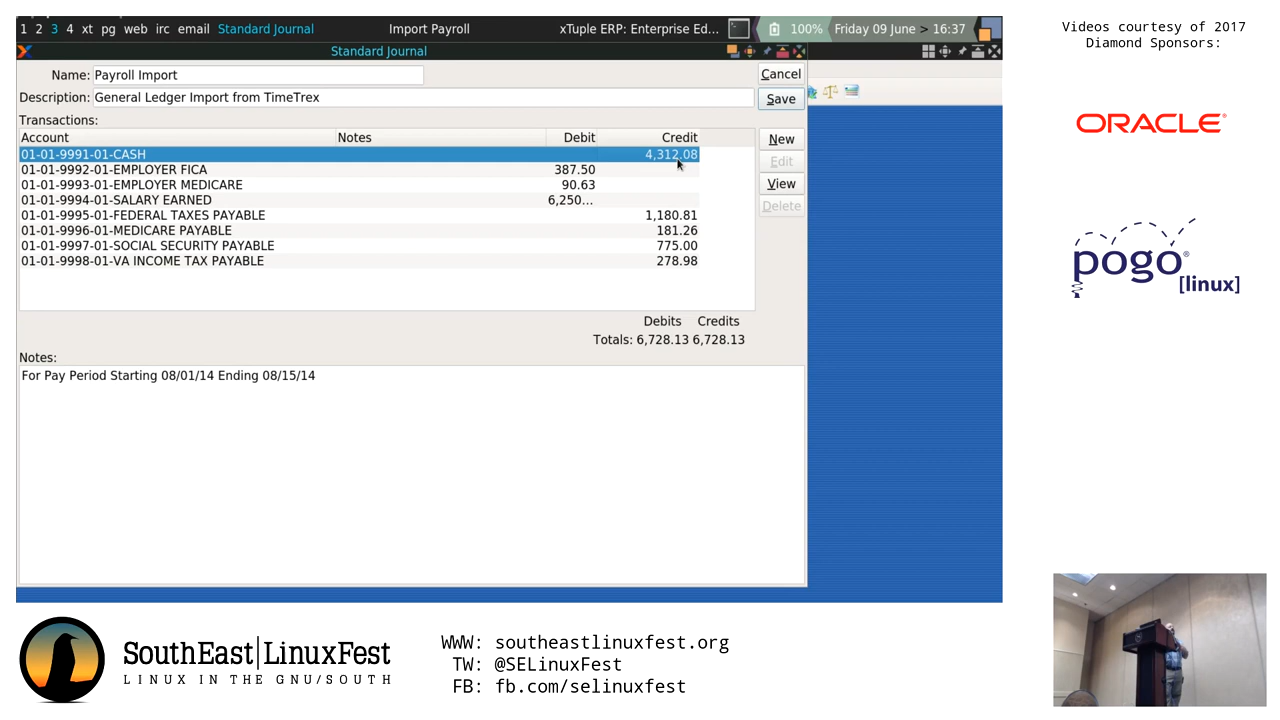 1 2 3 4 xt pg web irc email Standard Journal Import Payroll xTuple ERP: Enterprise Ed... 100% Friday 09 June > 16:37
Standard Journal
Name: Payroll Import
Cancel
Description: General Ledger Import from TimeTrex
Save
Transactions:
Account Notes Debit Credit
New
01-01-9991-01-CASH 4,312.08
Edit
01-01-9992-01-EMPLOYER FICA 387.50
01-01-9993-01-EMPLOYER MEDICARE 90.63
View
01-01-9994-01-SALARY EARNED 6,250...
Delete
01-01-9995-01-FEDERAL TAXES PAYABLE 1,180.81
01-01-9996-01-MEDICARE PAYABLE 181.26
01-01-9997-01-SOCIAL SECURITY PAYABLE 775.00
01-01-9998-01-VA INCOME TAX PAYABLE 278.98
Debits Credits
Totals: 6,728.13 6,728.13
Notes:
For Pay Period Starting 08/01/14 Ending 08/15/14
Videos courtesy of 2017
Diamond Sponsors:
ORACLE®
pogo®
[linux]
SouthEast|LinuxFest
LINUX IN THE GNU/SOUTH
WWW: southeastlinuxfest.org
TW: @SELinuxFest
FB: fb.com/selinuxfest